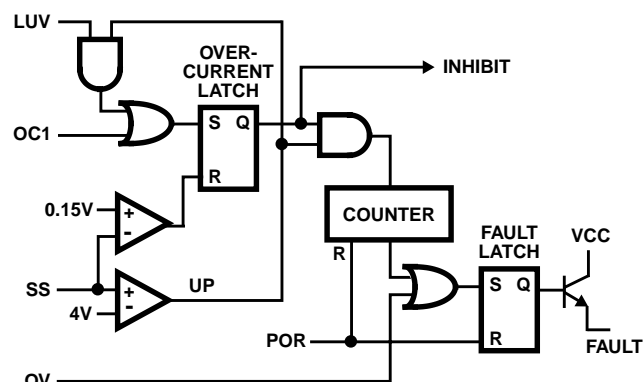 LUV
OVER-
CURRENT
LATCH
INHIBIT
S Q
OC1
R
0.15V
+
-
COUNTER
R
FAULT
LATCH
VCC
SS
+
-
UP
4V
S Q
POR
R
FAULT
OV